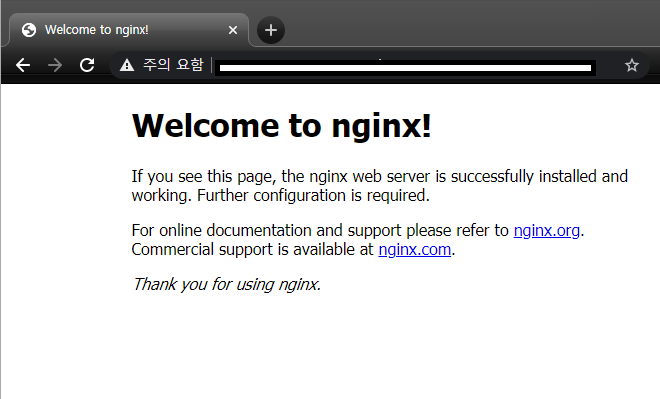 Welcome to nginx!
주의 요함
Welcome to nginx!
If you see this page, the nginx web server is successfully installed and
working. Further configuration is required.
For online documentation and support please refer to nginx.org.
Commercial support is available at nginx.com.
Thank you for using nginx.